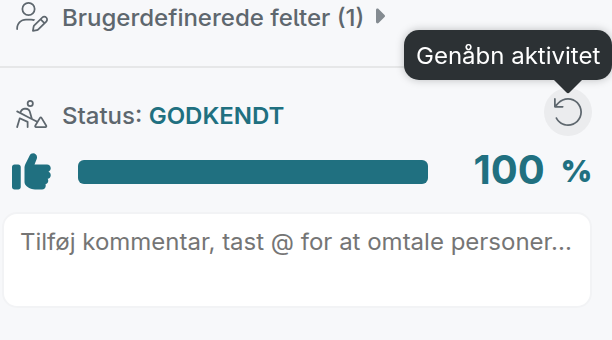 Brugerdefinerede felter (1)
Genåbn aktivitet
Status: GODKENDT
100 %
Tilføj kommentar, tast @ for at omtale personer...